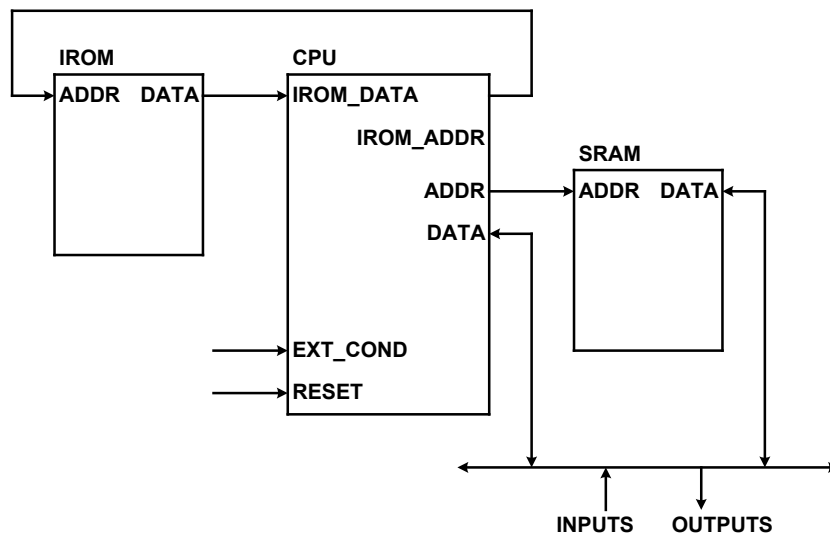 IROM
CPU
ADDR DATA
IROM_DATA
IROM_ADDR
SRAM
ADDR
ADDR DATA
DATA
EXT_COND
RESET
INPUTS
OUTPUTS